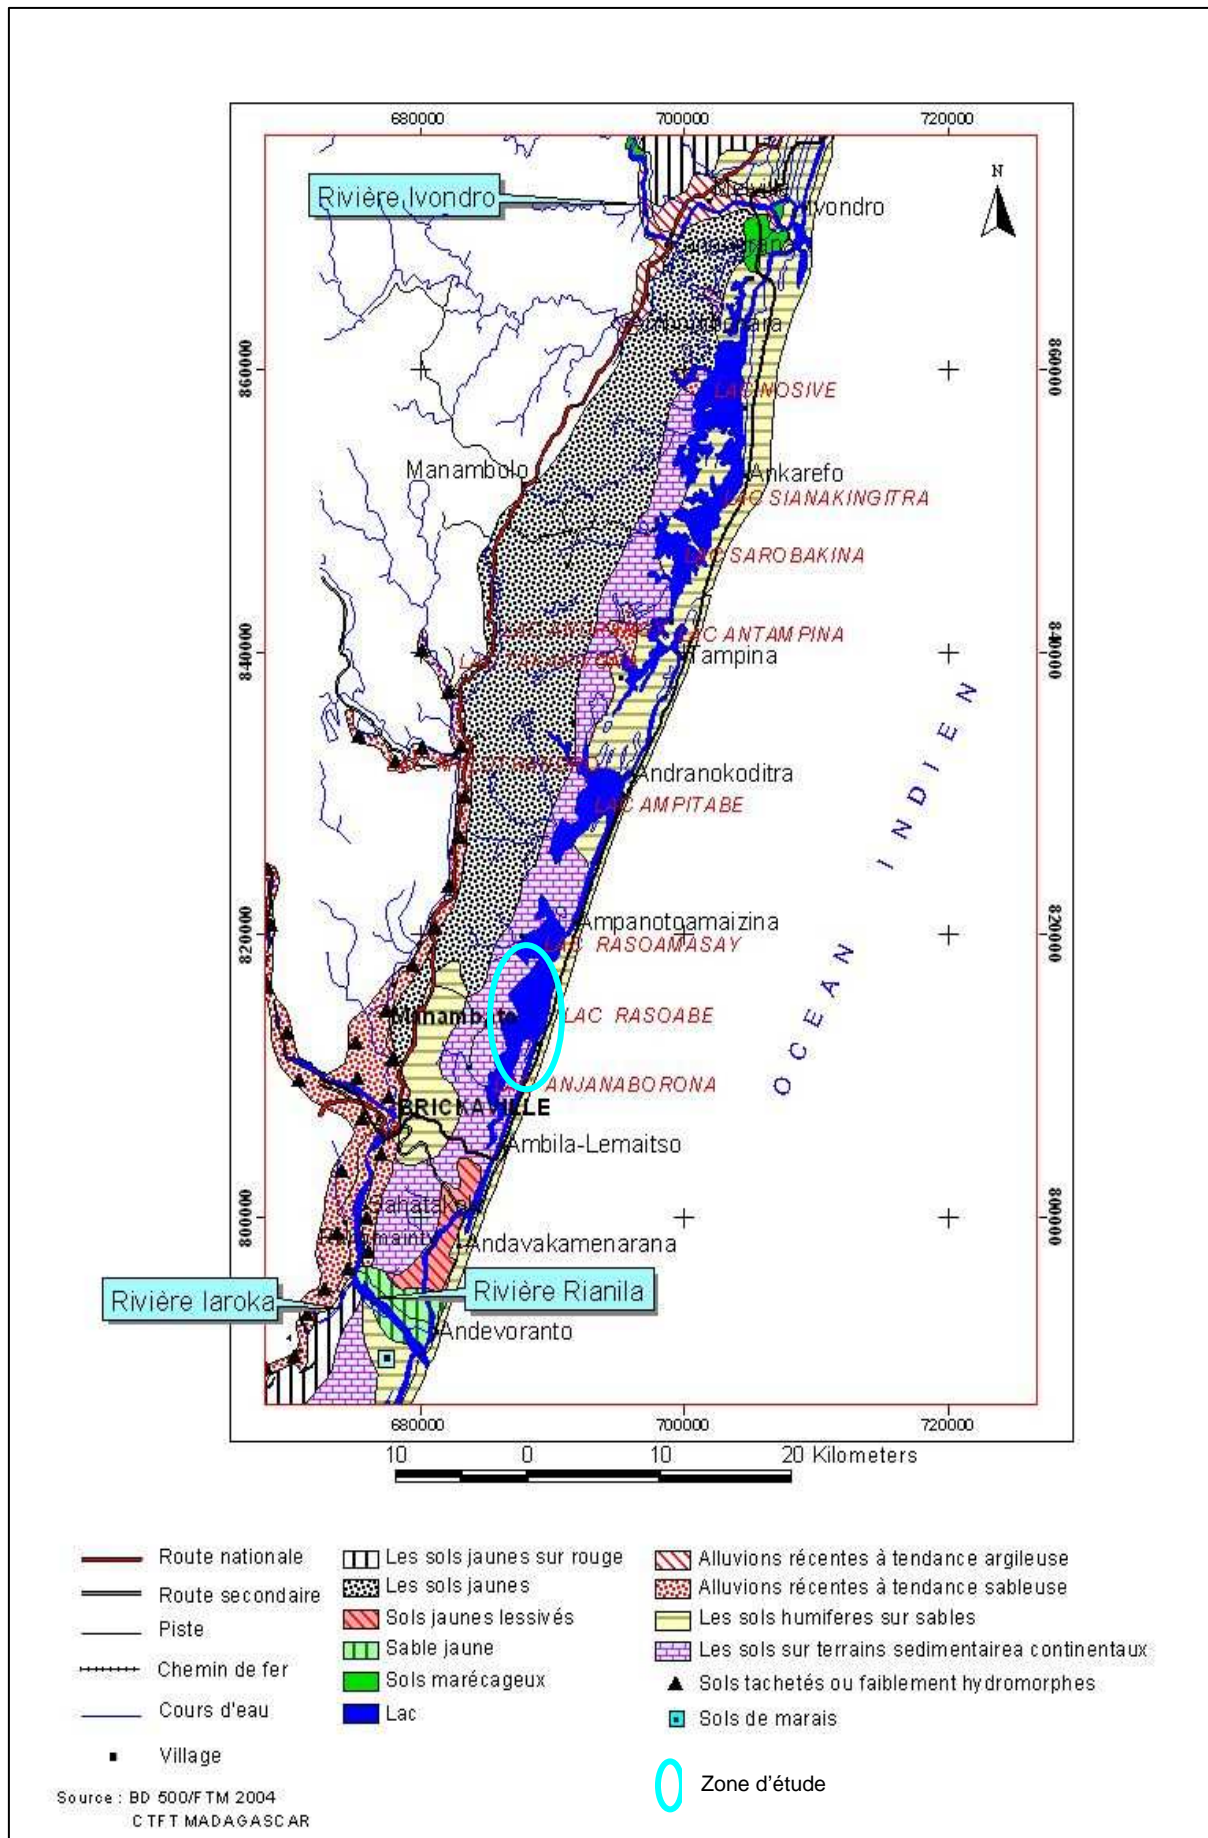 680000
700000
720000
N
Rivière Ivondro
Ivondro
860000
860000
LAC NOSIVE
Manambolo
Ankarefo
LAC SIANAKINGITRA
LAC SAROBAKINA
LAC ANTAMPINA
Tampina
840000
840000
Andranokoditra
LAC AMPITABE
OCEAN INDIEN
Ampanotoamaizina
820000
820000
LAC RASOAMASAY
Manambato
LAC RASOABE
ANJANABORONA
BRICKAVILLE
Ambila-Lemaitso
800000
800000
Andavakamenarana
Rivière Iaroka
Rivière Rianila
Andevoranto
680000
700000
720000
10 0 10 20 Kilometers
Route nationale
Route secondaire
Piste
Chemin de fer
Cours d'eau
Village
Les sols jaunes sur rouge
Les sols jaunes
Sols jaunes lessivés
Sable jaune
Sols marécageux
Lac
Alluvions récentes à tendance argileuse
Alluvions récentes à tendance sableuse
Les sols humiferes sur sables
Les sols sur terrains sedimentairea continentaux
Sols tachetés ou faiblement hydromorphes
Sols de marais
Zone d'étude
Source : BD 500/FTM 2004
CTFT MADAGASCAR